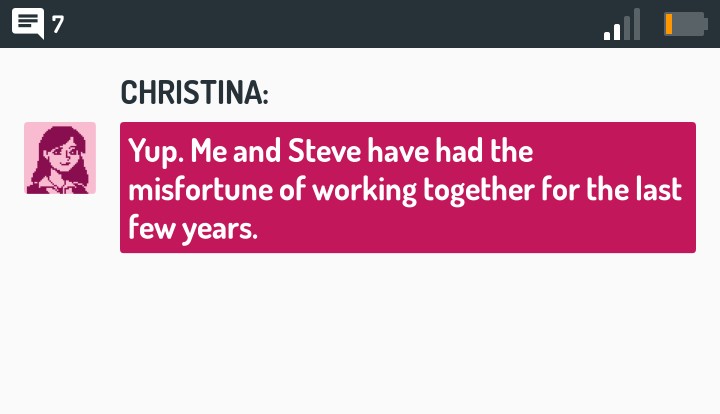 7
CHRISTINA:
Yup. Me and Steve have had the
misfortune of working together for the last
few years.